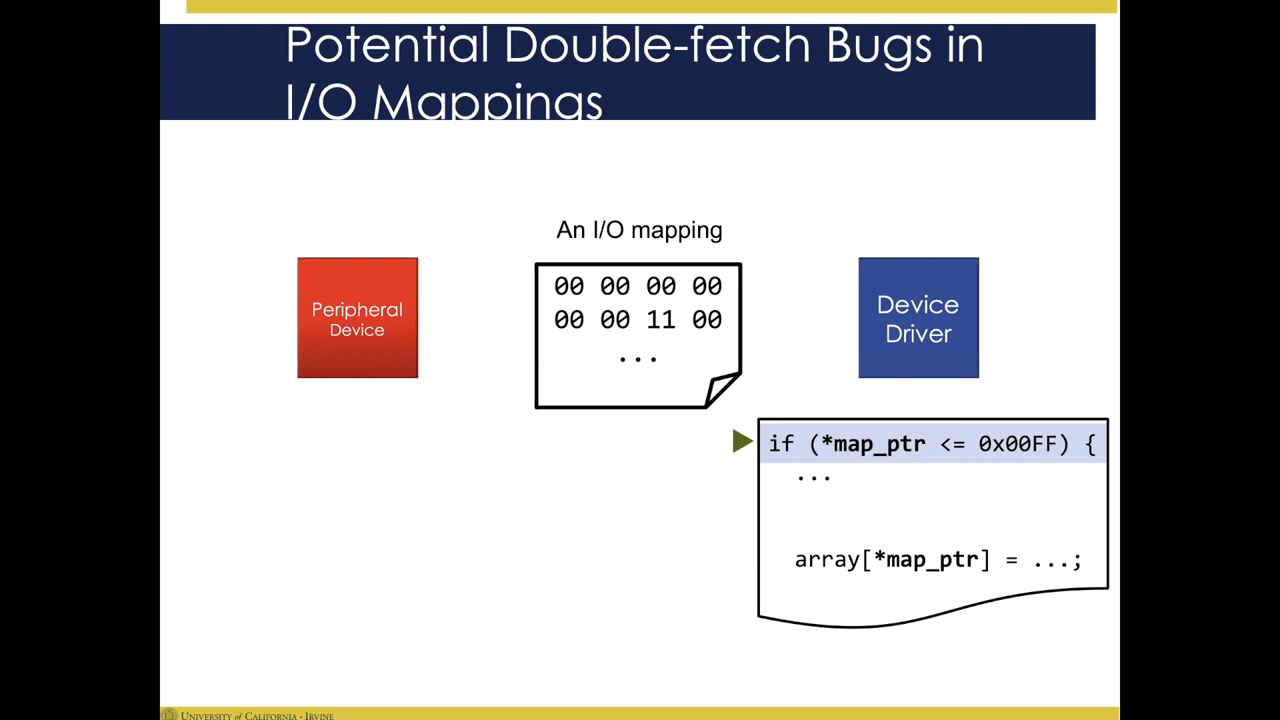 Potential Double-fetch Bugs in
I/O Mappings
An I/O mapping
Peripheral
Device
00 00 00 00
00 00 11 00
...
Device
Driver
if (*map_ptr <= 0x00FF) {
...
array[*map_ptr] = ...;
UNIVERSITY of CALIFORNIA · IRVINE